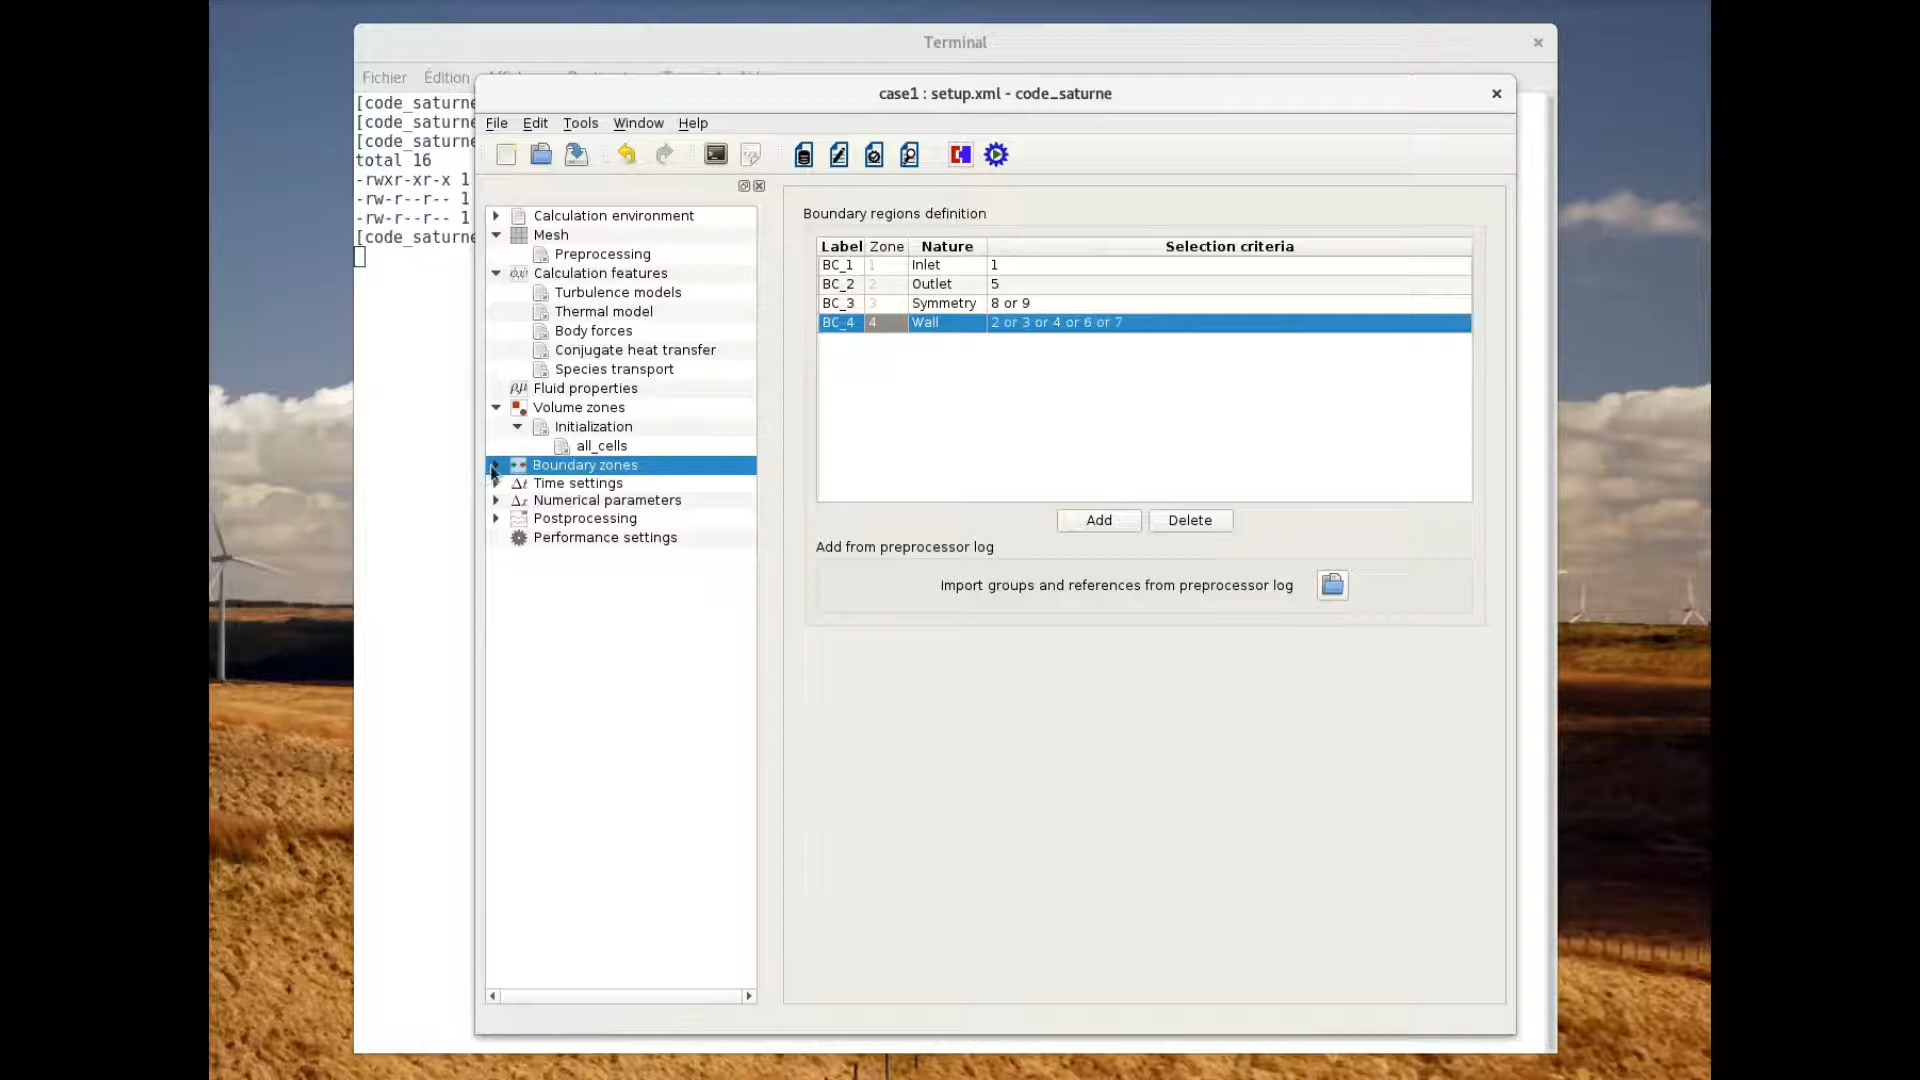 Terminal
Fichier Édition
[code_saturne
[code_saturne
[code_saturne
total 16
-rwxr-xr-x 1
-rw-r--r-- 1
-rw-r--r-- 1
[code_saturne
case1 : setup.xml - code_saturne
File Edit Tools Window Help
Calculation environment
Mesh
Preprocessing
Calculation features
Turbulence models
Thermal model
Body forces
Conjugate heat transfer
Species transport
Fluid properties
Volume zones
Initialization
all_cells
Boundary zones
Δt Time settings
Δx Numerical parameters
Postprocessing
Performance settings
Boundary regions definition
Label Zone Nature Selection criteria
BC_1 1 Inlet 1
BC_2 2 Outlet 5
BC_3 3 Symmetry 8 or 9
BC_4 4 Wall 2 or 3 or 4 or 6 or 7
Add Delete
Add from preprocessor log
Import groups and references from preprocessor log